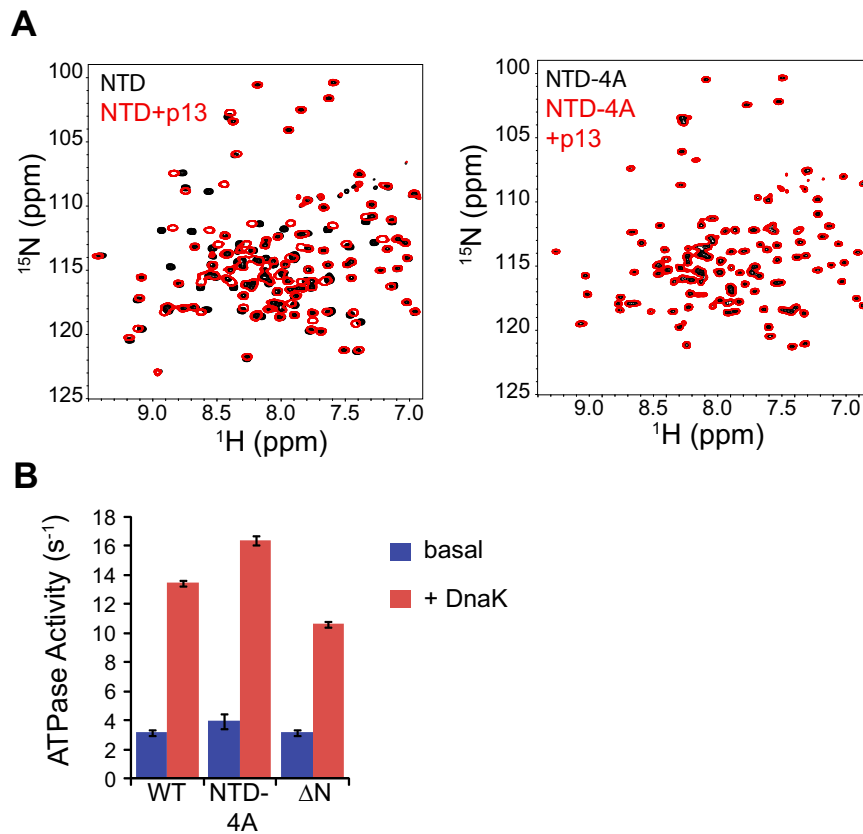 A
NTD
NTD+p13
100
105
110
115
120
125
¹⁵N (ppm)
9.0 8.5 8.0 7.5 7.0
¹H (ppm)
NTD-4A
NTD-4A
+p13
100
105
110
115
120
125
¹⁵N (ppm)
9.0 8.5 8.0 7.5 7.0
¹H (ppm)
B
ATPase Activity (s⁻¹)
18
16
14
12
10
8
6
4
2
0
WT NTD-4A ΔN
basal
+ DnaK